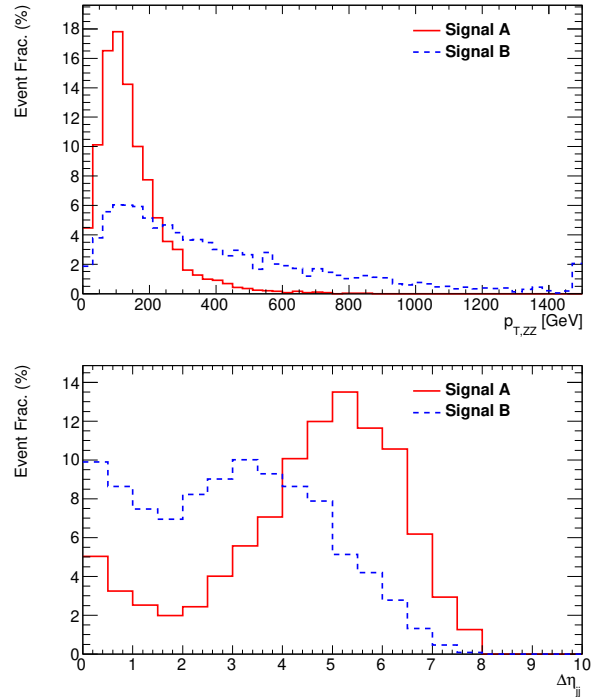 Event Frac. (%)
18
16
14
12
10
8
6
4
2
0
Signal A
Signal B
0 200 400 600 800 1000 1200 1400
p_T,ZZ [GeV]
Event Frac. (%)
14
12
10
8
6
4
2
0
Signal A
Signal B
0 1 2 3 4 5 6 7 8 9 10
Δη_jj